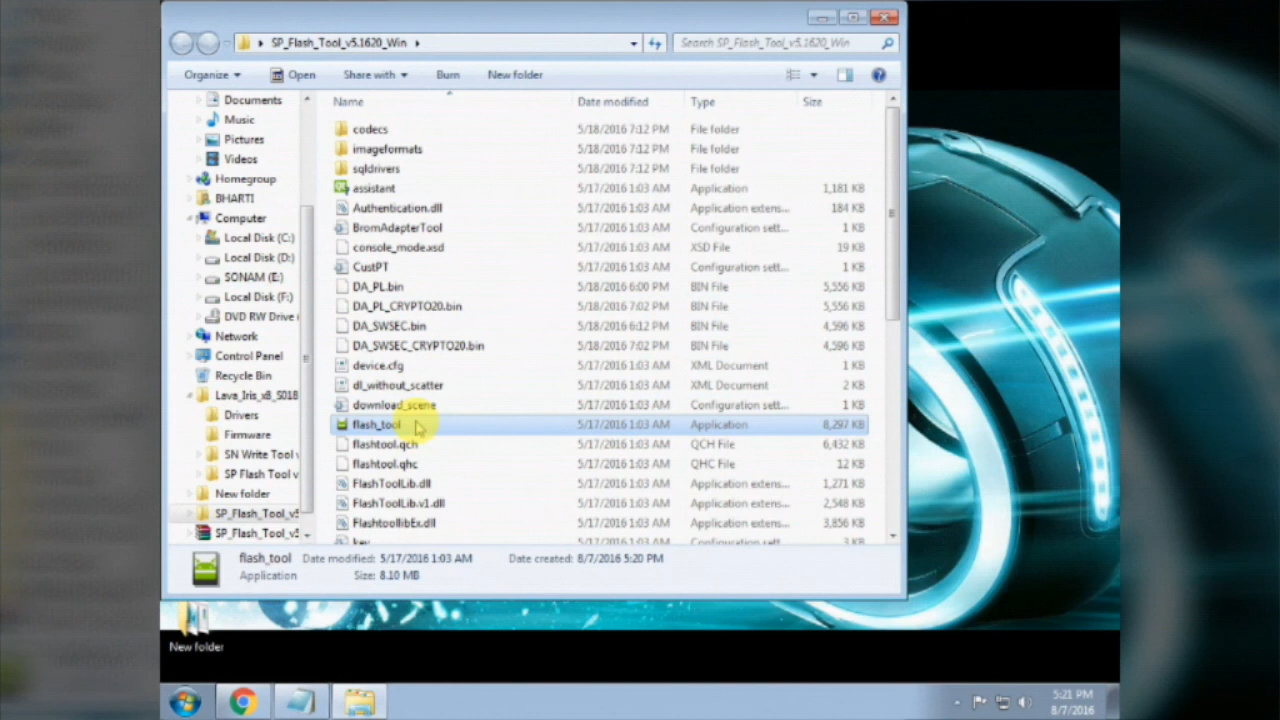 SP_Flash_Tool_v5.1620_Win
Search SP_Flash_Tool_v5.1620_Win
Organize Open Share with Burn New folder
Documents
Music
Pictures
Videos
Homegroup
BHARTI
Computer
Local Disk (C:)
Local Disk (D:)
SONAM (E:)
Local Disk (F:)
DVD RW Drive
Network
Control Panel
Recycle Bin
Lava_Iris_x8_S018
Drivers
Firmware
SN Write Tool v
SP Flash Tool v
New folder
SP_Flash_Tool_v5
SP_Flash_Tool_v5
Name Date modified Type Size
codecs 5/18/2016 7:12 PM File folder
imageformats 5/18/2016 7:12 PM File folder
sqldrivers 5/18/2016 7:12 PM File folder
assistant 5/17/2016 1:03 AM Application 1,181 KB
Authentication.dll 5/17/2016 1:03 AM Application extens... 184 KB
BromAdapterTool 5/17/2016 1:03 AM Configuration sett... 1 KB
console_mode.xsd 5/17/2016 1:03 AM XSD File 19 KB
CustPT 5/17/2016 1:03 AM Configuration sett... 1 KB
DA_PL.bin 5/18/2016 6:00 PM BIN File 5,556 KB
DA_PL_CRYPTO20.bin 5/18/2016 7:02 PM BIN File 5,556 KB
DA_SWSEC.bin 5/18/2016 6:12 PM BIN File 4,596 KB
DA_SWSEC_CRYPTO20.bin 5/18/2016 7:02 PM BIN File 4,596 KB
device.cfg 5/17/2016 1:03 AM XML Document 1 KB
dl_without_scatter 5/17/2016 1:03 AM XML Document 2 KB
download_scene 5/17/2016 1:03 AM Configuration sett... 1 KB
flash_tool 5/17/2016 1:03 AM Application 8,297 KB
flashtool.qch 5/17/2016 1:03 AM QCH File 6,432 KB
flashtool.qhc 5/17/2016 1:03 AM QHC File 12 KB
FlashToolLib.dll 5/17/2016 1:03 AM Application extens... 1,271 KB
FlashToolLib.v1.dll 5/17/2016 1:03 AM Application extens... 2,548 KB
FlashtoollibEx.dll 5/17/2016 1:03 AM Application extens... 3,856 KB
key 5/17/2016 1:03 AM Configuration sett... 3 KB
flash_tool Date modified: 5/17/2016 1:03 AM Date created: 8/7/2016 5:20 PM
Application Size: 8.10 MB
New folder
5:21 PM
8/7/2016